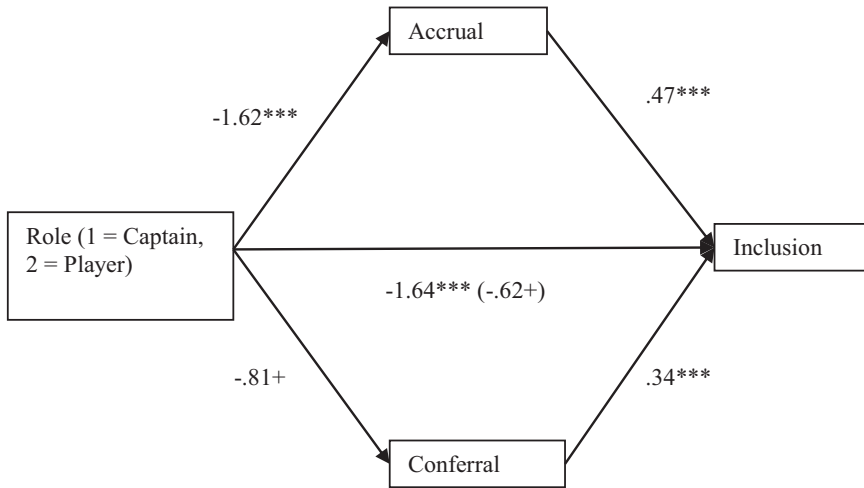 Accrual
-1.62***
.47***
Role (1 = Captain,
2 = Player)
Inclusion
-1.64*** (-.62+)
-.81+
.34***
Conferral